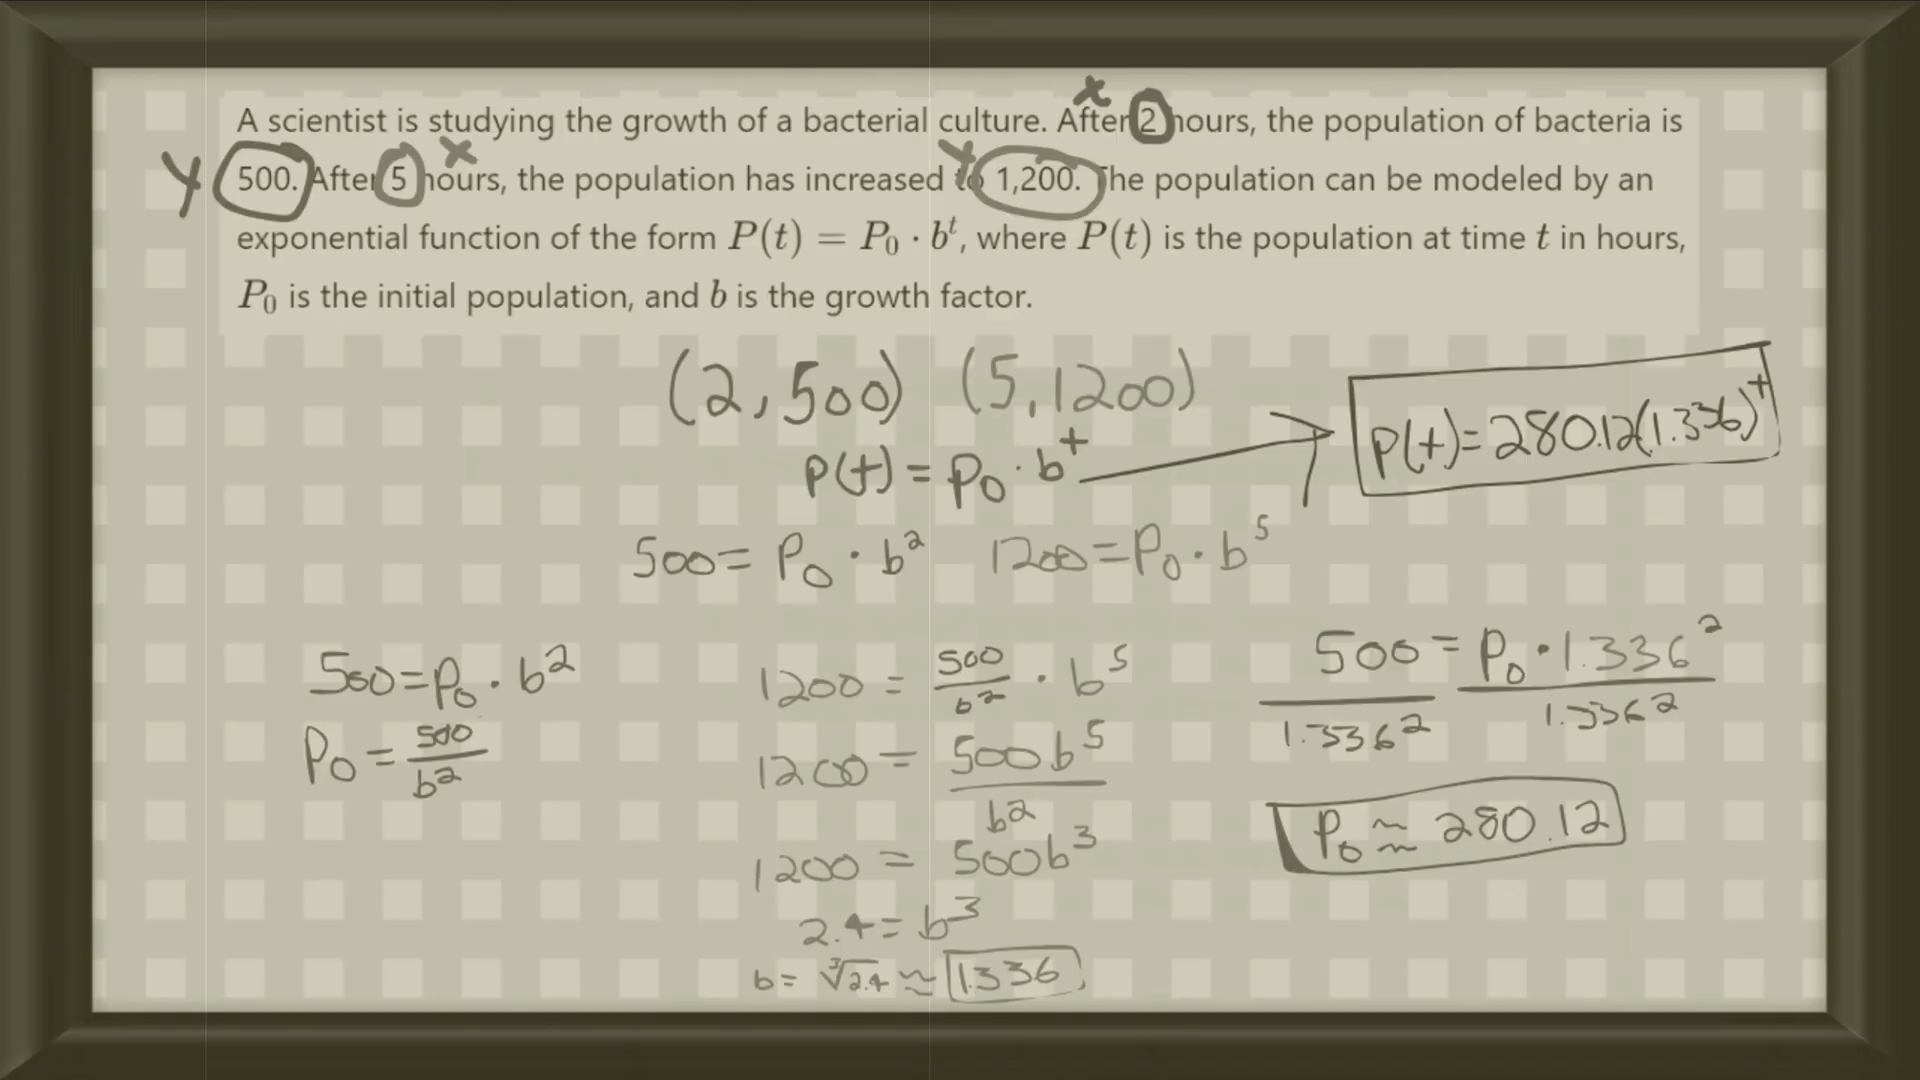 A scientist is studying the growth of a bacterial culture. After 2 hours, the population of bacteria is
500. After 5 hours, the population has increased to 1,200. The population can be modeled by an
exponential function of the form P(t) = P₀ · bᵗ, where P(t) is the population at time t in hours,
P₀ is the initial population, and b is the growth factor.
x
y
x
y
(2,500) (5,1200)
P(t) = P₀ · bᵗ
P(t) = 280.12(1.336)ᵗ
500 = P₀ · b² 1200 = P₀ · b⁵
500 = P₀ · b²
P₀ = 500/b²
1200 = 500/b² · b⁵
1200 = 500b⁵/b²
1200 = 500b³
2.4 = b³
b = ³√2.4 ≈ 1.336
500 = P₀ · 1.336²
1.336² 1.336²
P₀ ≈ 280.12